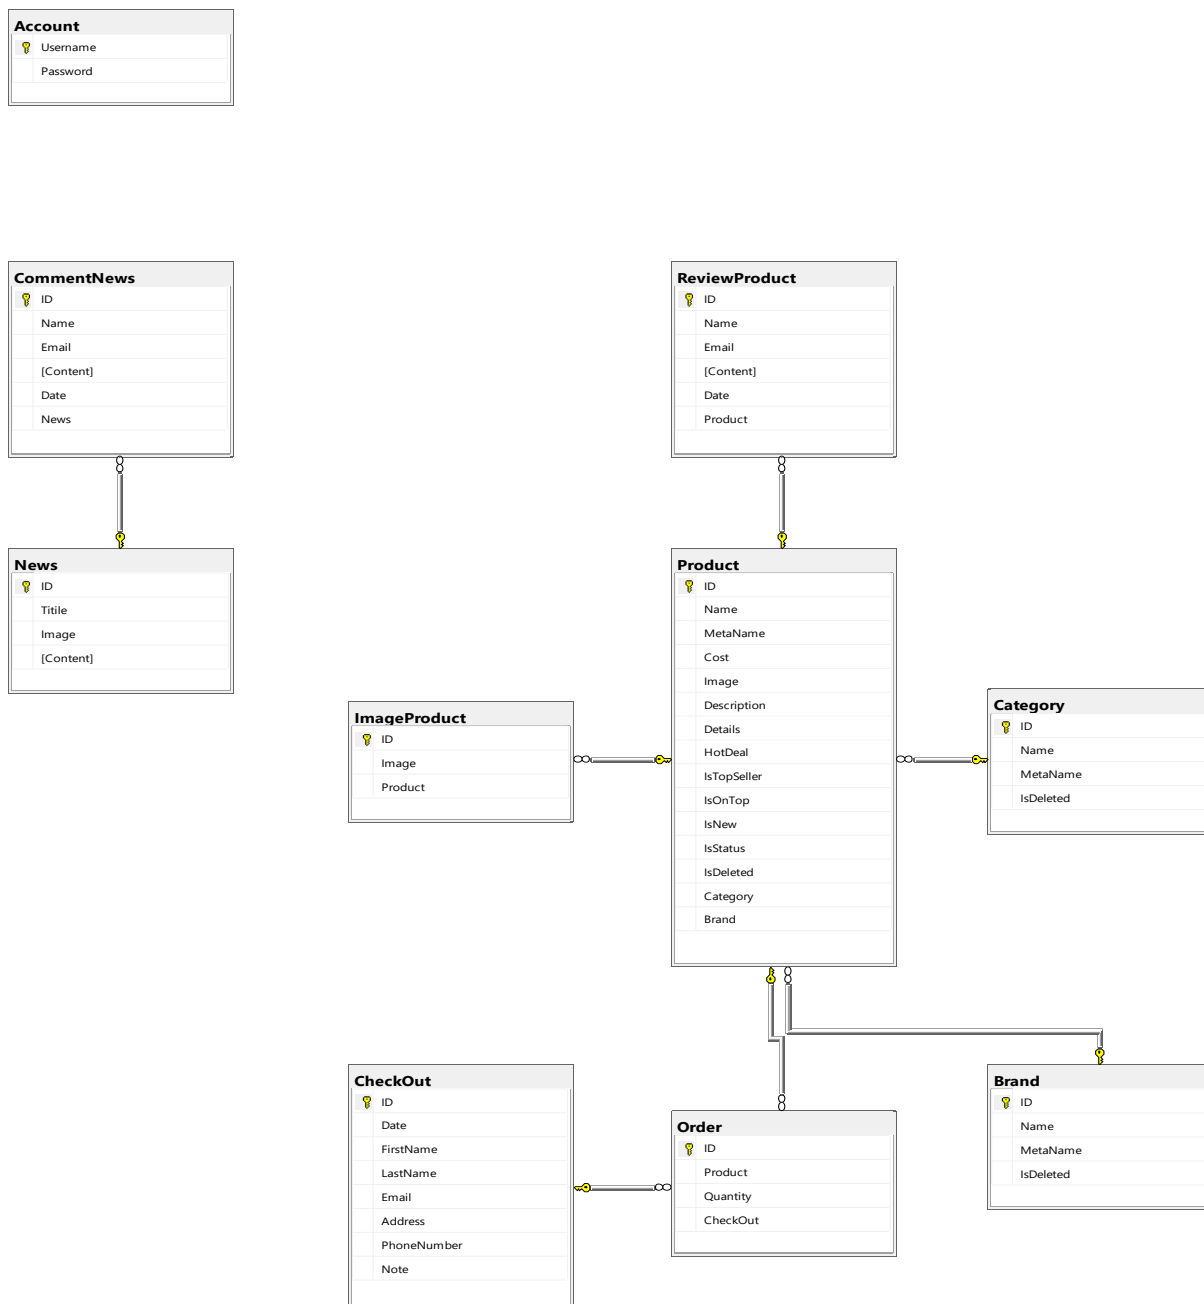 Account
Username
Password
CommentNews
ID
Name
Email
[Content]
Date
News
ReviewProduct
ID
Name
Email
[Content]
Date
Product
News
ID
Titile
Image
[Content]
Product
ID
Name
MetaName
Cost
Image
Description
Details
HotDeal
IsTopSeller
IsOnTop
IsNew
IsStatus
IsDeleted
Category
Brand
ImageProduct
ID
Image
Product
Category
ID
Name
MetaName
IsDeleted
CheckOut
ID
Date
FirstName
LastName
Email
Address
PhoneNumber
Note
Order
ID
Product
Quantity
CheckOut
Brand
ID
Name
MetaName
IsDeleted